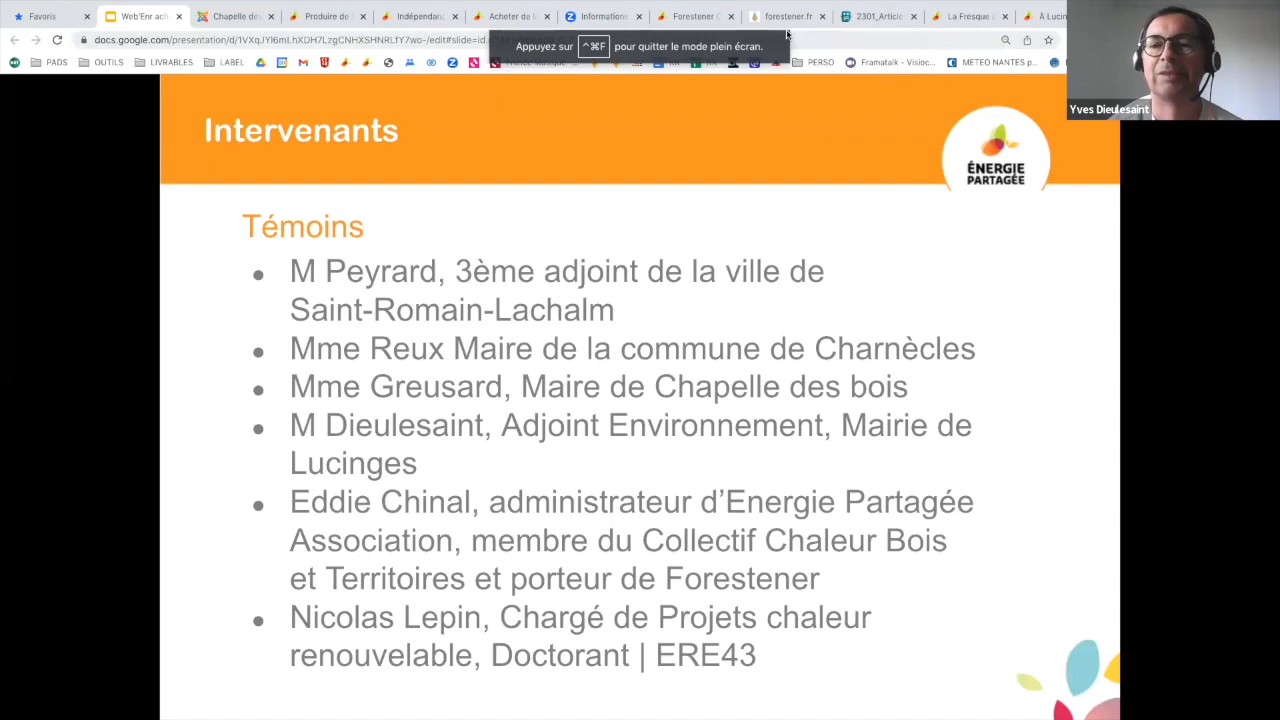 Favoris
Web'Enr ach
Chapelle des
Produire de l
Indépendanc
Acheter de l
Informations
Forestener C
forestener.fr
2301_Article
La Fresque
À Lucin
docs.google.com/presentation/d/1VXqJYl6mLhXDH7LzgCNHXSHNRLfY7wo-/edit#slide=id.
Appuyez sur ^⌘F pour quitter le mode plein écran.
PADS
OUTILS
LIVRABLES
LABEL
PERSO
Framatalk - Visioc...
METEO NANTES p...
Yves Dieulesaint
Intervenants
ÉNERGIE
PARTAGÉE
Témoins
● M Peyrard, 3ème adjoint de la ville de
Saint-Romain-Lachalm
● Mme Reux Maire de la commune de Charnècles
● Mme Greusard, Maire de Chapelle des bois
● M Dieulesaint, Adjoint Environnement, Mairie de
Lucinges
● Eddie Chinal, administrateur d'Energie Partagée
Association, membre du Collectif Chaleur Bois
et Territoires et porteur de Forestener
● Nicolas Lepin, Chargé de Projets chaleur
renouvelable, Doctorant | ERE43